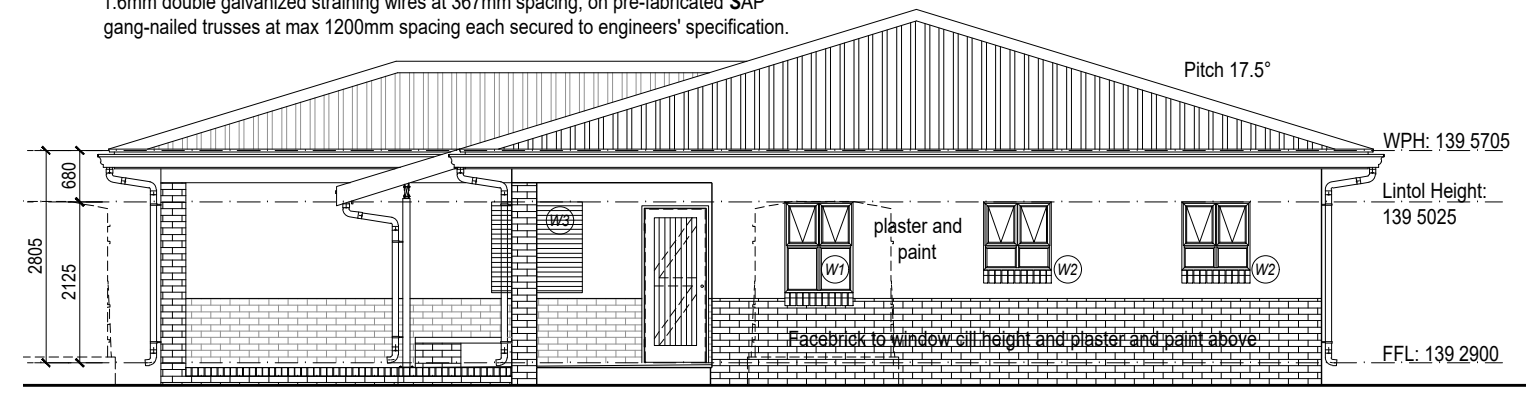 1.6mm double galvanized straining wires at 367mm spacing, on pre-fabricated SAP
gang-nailed trusses at max 1200mm spacing each secured to engineers' specification.
Pitch 17.5°
WPH: 139 5705
680
Lintol Height:
139 5025
W3
plaster and
paint
2805
2125
W1
W2
W2
Facebrick to window cill height and plaster and paint above
FFL: 139 2900